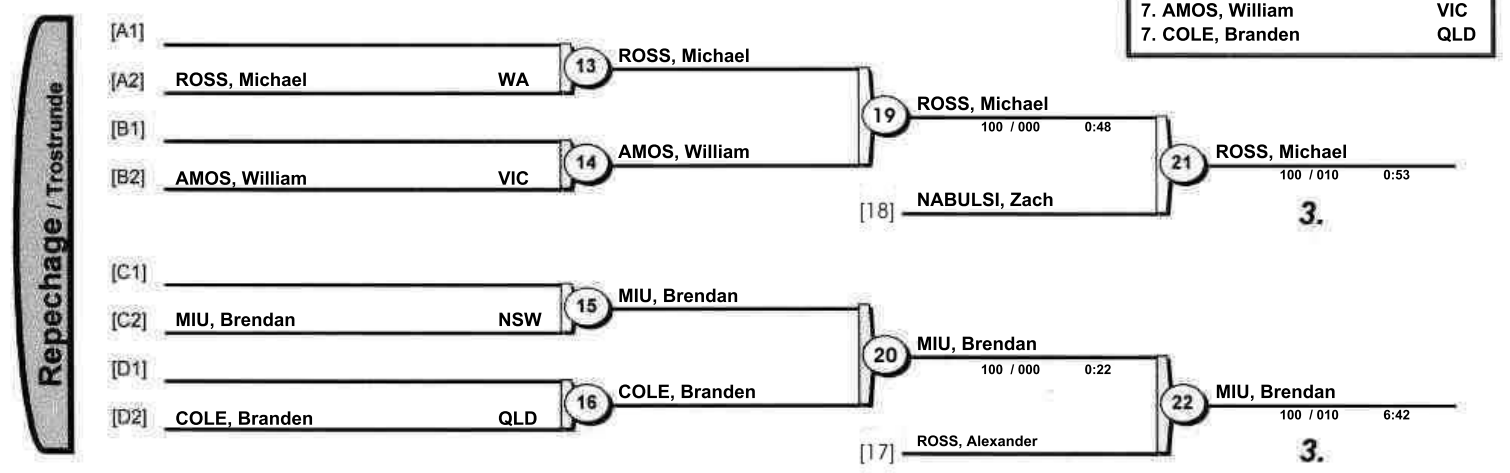 7. AMOS, William VIC
7. COLE, Branden QLD
Repechage / Trostrunde
[A1]
[A2] ROSS, Michael WA
13 ROSS, Michael
[B1]
[B2] AMOS, William VIC
14 AMOS, William
19 ROSS, Michael
100 / 000 0:48
[18] NABULSI, Zach
21 ROSS, Michael
100 / 010 0:53
3.
[C1]
[C2] MIU, Brendan NSW
15 MIU, Brendan
[D1]
[D2] COLE, Branden QLD
16 COLE, Branden
20 MIU, Brendan
100 / 000 0:22
[17] ROSS, Alexander
22 MIU, Brendan
100 / 010 6:42
3.